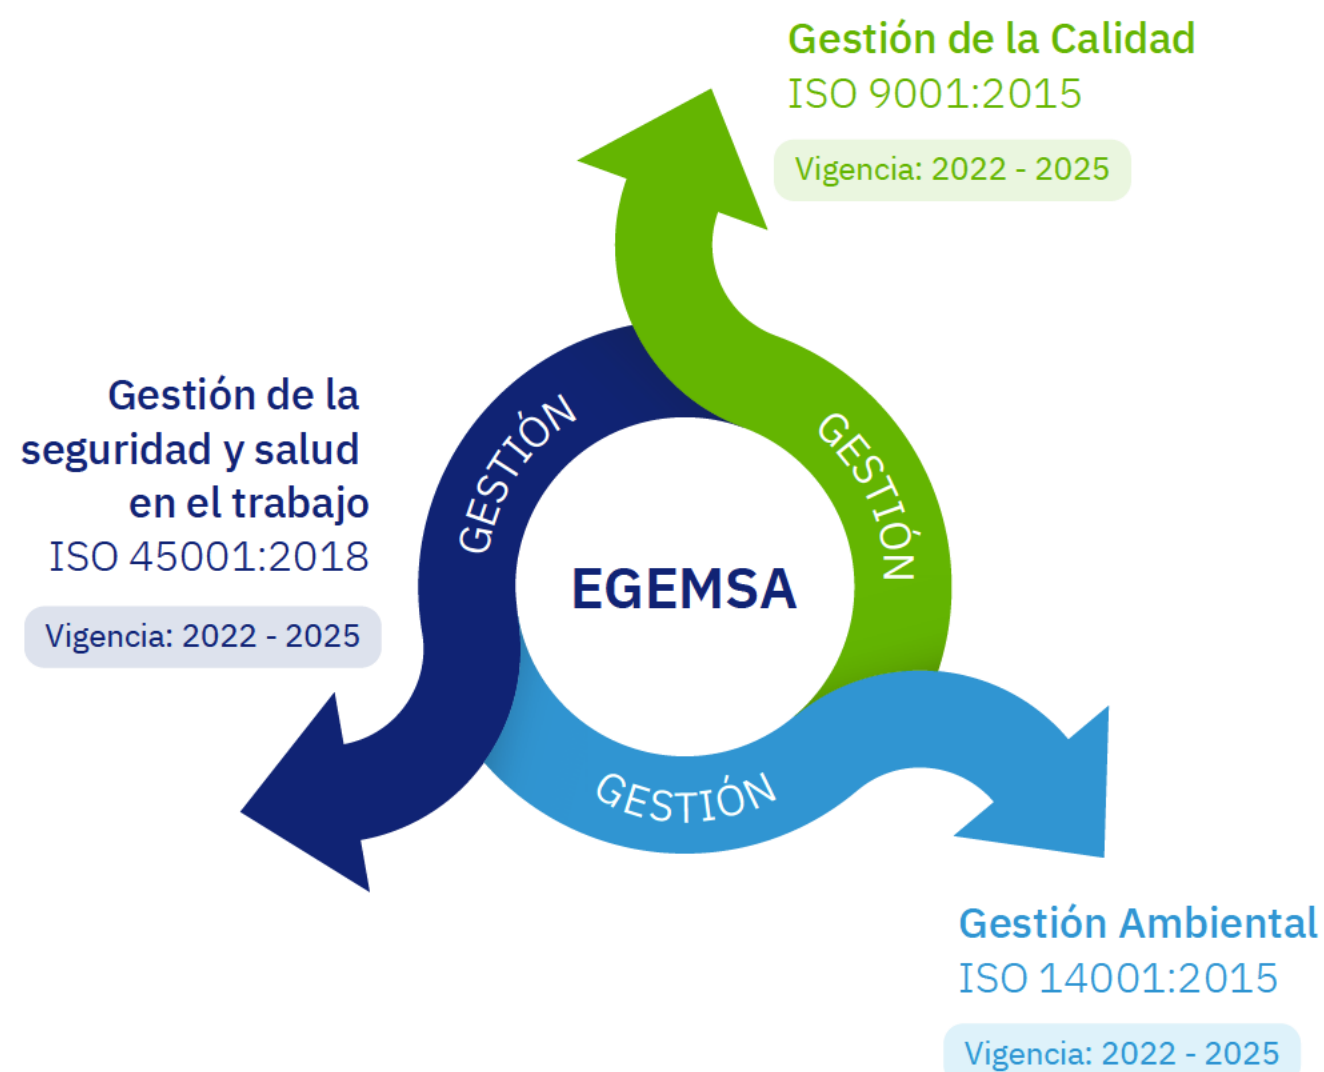 Gestión de la Calidad
ISO 9001:2015
Vigencia: 2022 - 2025
Gestión de la
seguridad y salud
en el trabajo
ISO 45001:2018
Vigencia: 2022 - 2025
GESTIÓN
GESTIÓN
EGEMSA
GESTIÓN
Gestión Ambiental
ISO 14001:2015
Vigencia: 2022 - 2025